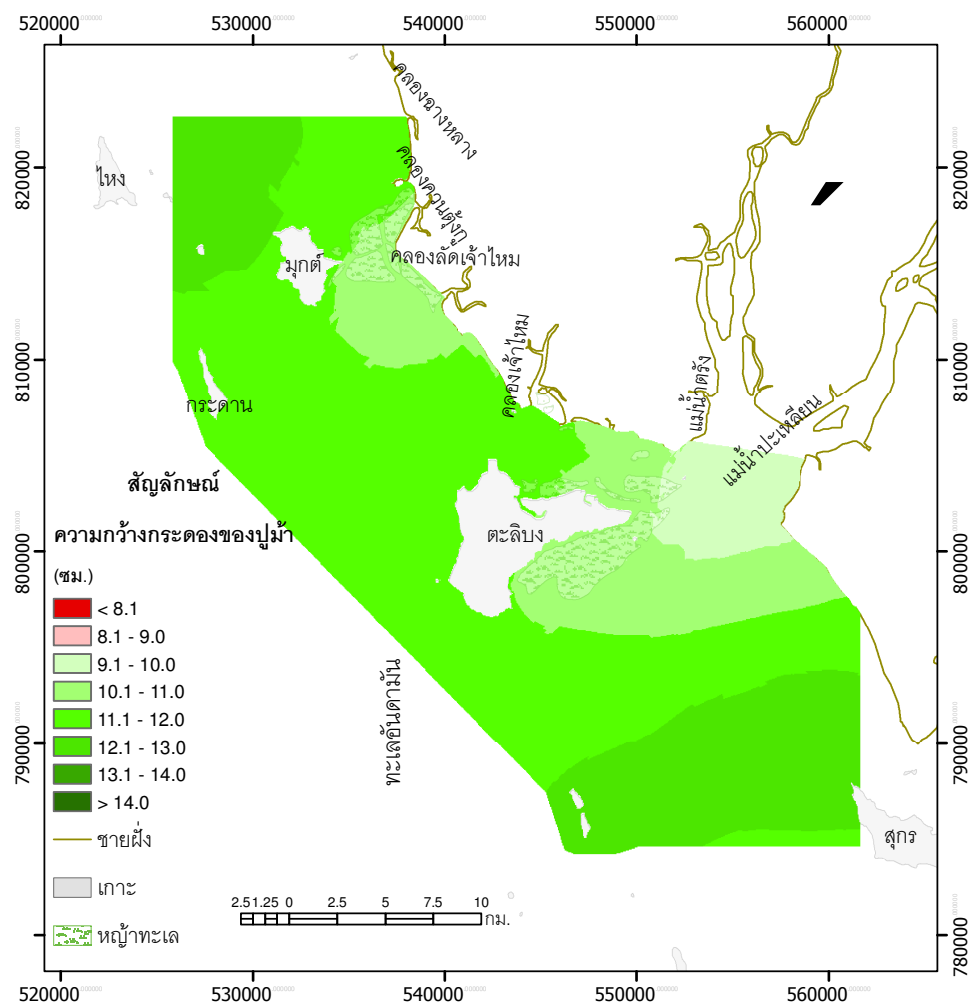 520000 530000 540000 550000 560000
820000
810000
800000
790000
780000
820000
810000
800000
790000
780000
คลองฉางหลาง
คลองควนตุ้งกู
คลองลัดเจ้าไหม
คลองเจ้าไหม
แม่น้ำตรัง
แม่น้ำปะเหลียน
ไหง
มุกต์
กระดาน
ตะลิบง
สุกร
ทะเลอันดามัน
สัญลักษณ์
ความกว้างกระดองของปูม้า
(ซม.)
< 8.1
8.1 - 9.0
9.1 - 10.0
10.1 - 11.0
11.1 - 12.0
12.1 - 13.0
13.1 - 14.0
> 14.0
ชายฝั่ง
เกาะ
หญ้าทะเล
2.5 1.25 0 2.5 5 7.5 10
กม.
520000 530000 540000 550000 560000